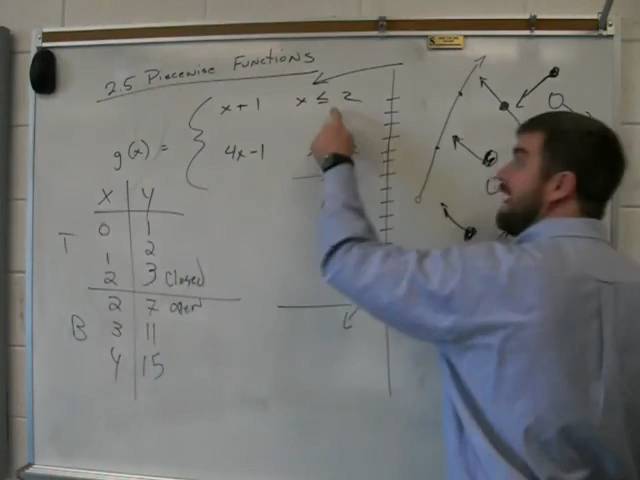 2.5 Piecewise Functions
x + 1 x ≤ 2
g(x) =
4x-1
X Y
0 1
T 1 2
2 3 closed
2 7 open
B 3 11
4 15